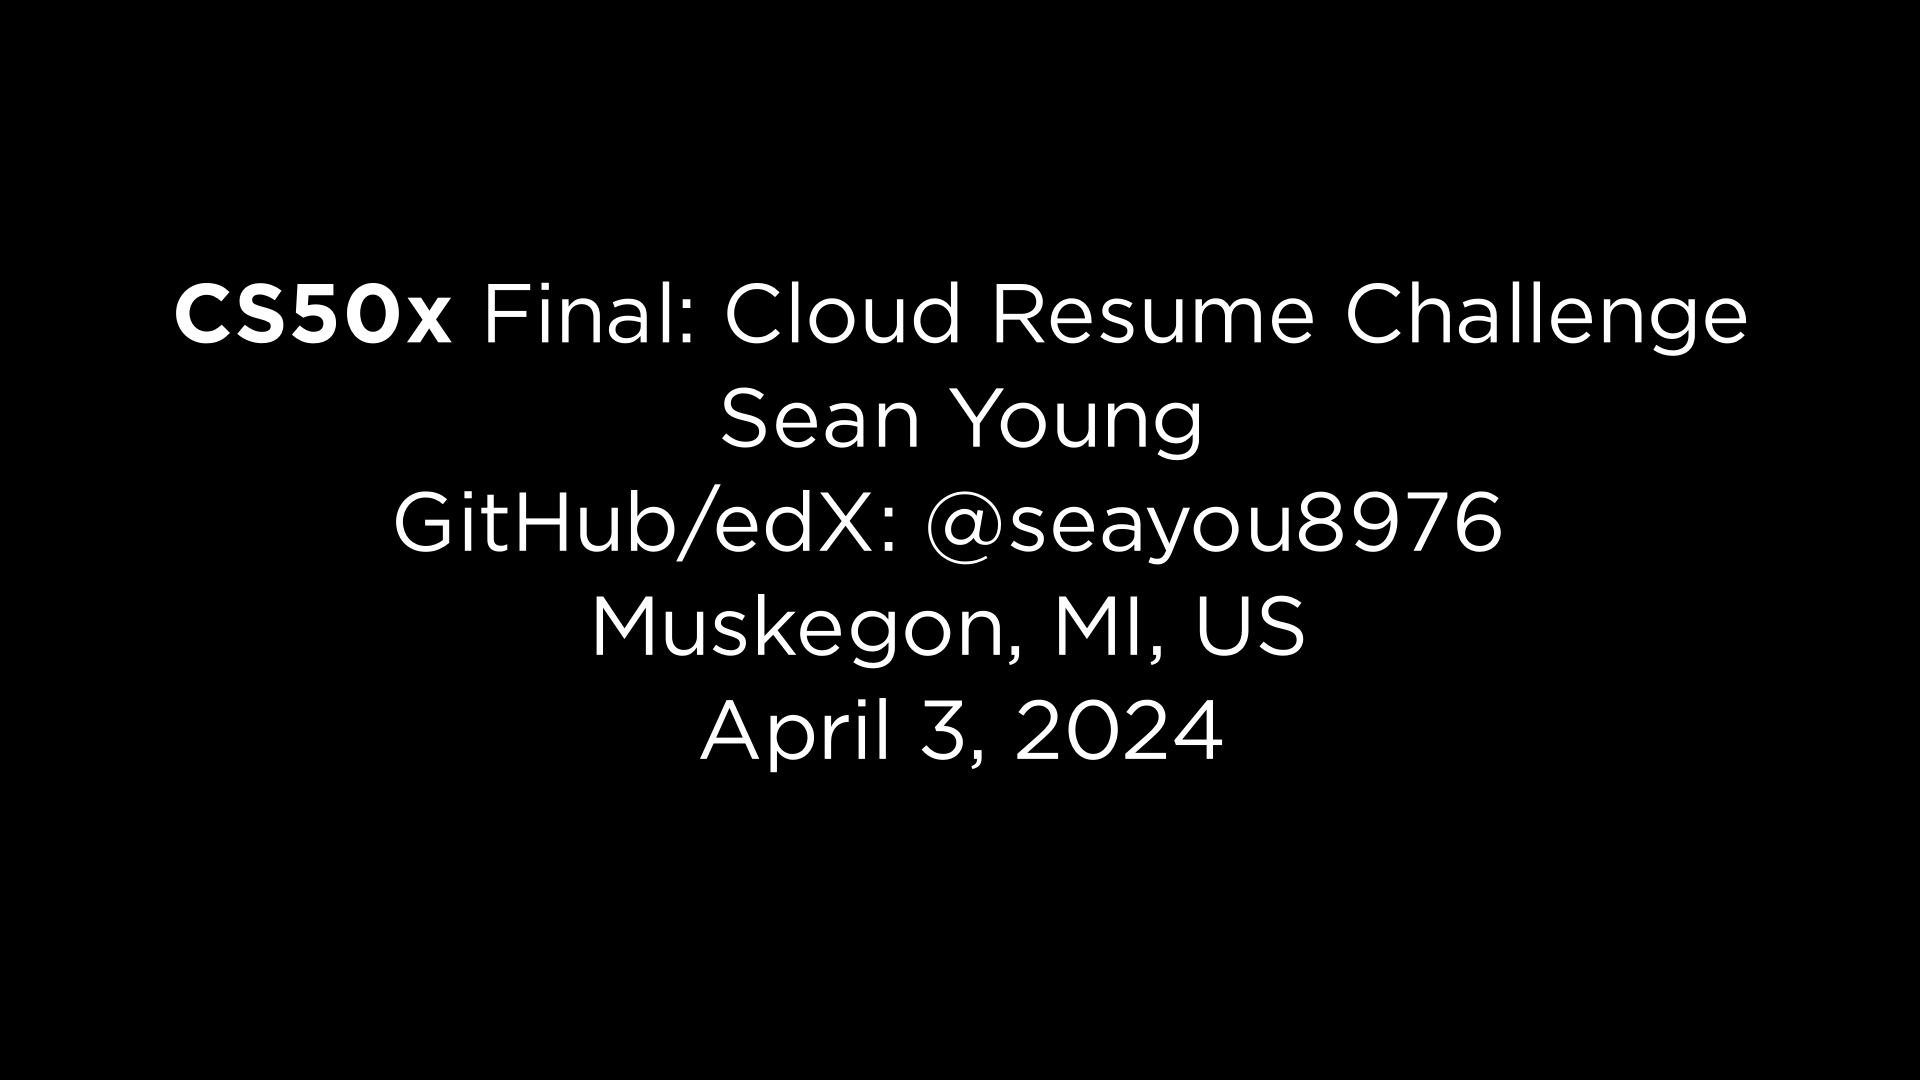 CS50x Final: Cloud Resume Challenge
Sean Young
GitHub/edX: @seayou8976
Muskegon, MI, US
April 3, 2024